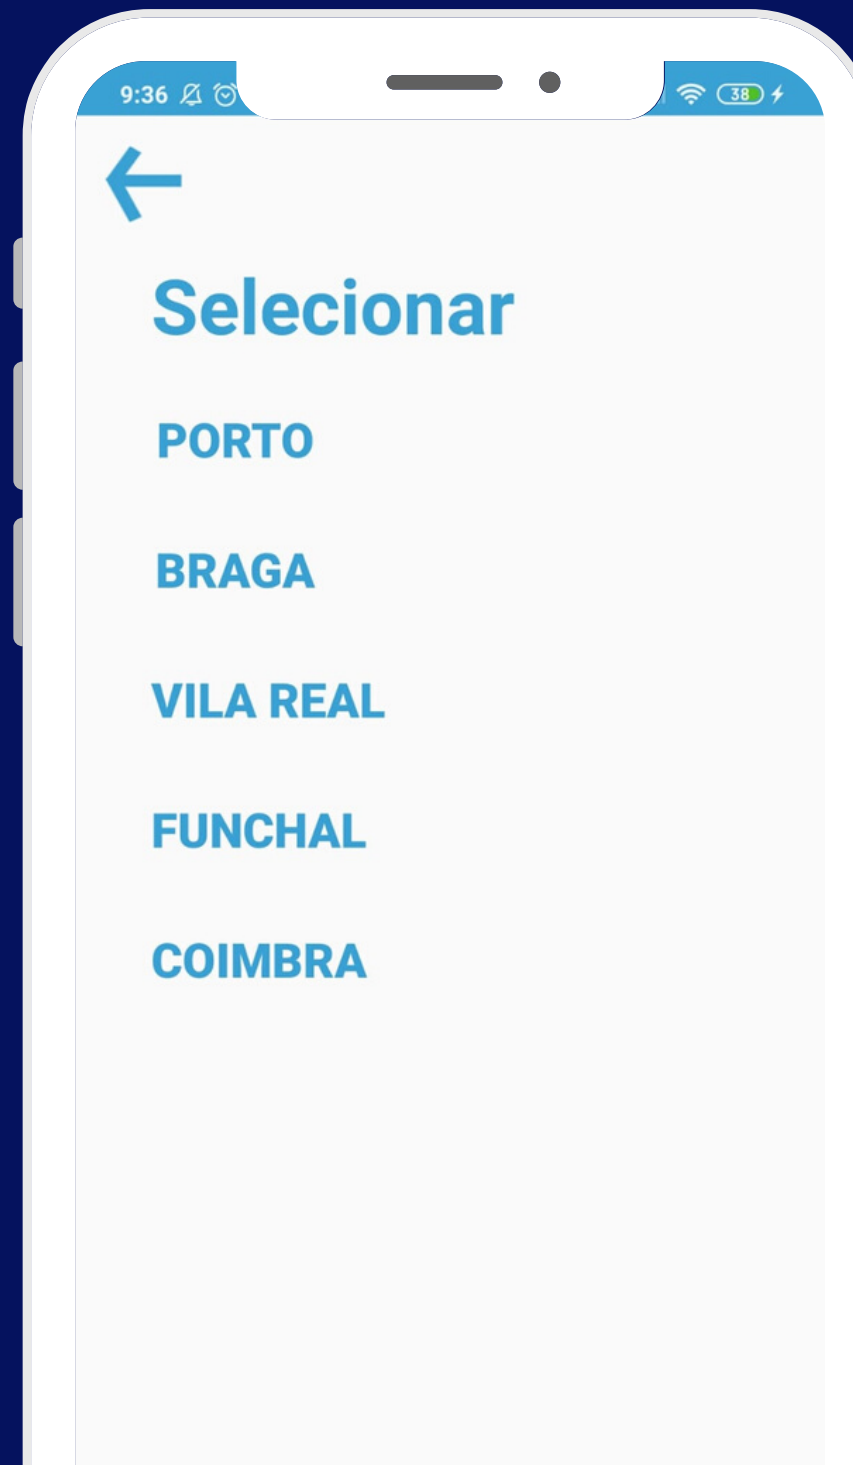 9:36
38
Selecionar
PORTO
BRAGA
VILA REAL
FUNCHAL
COIMBRA